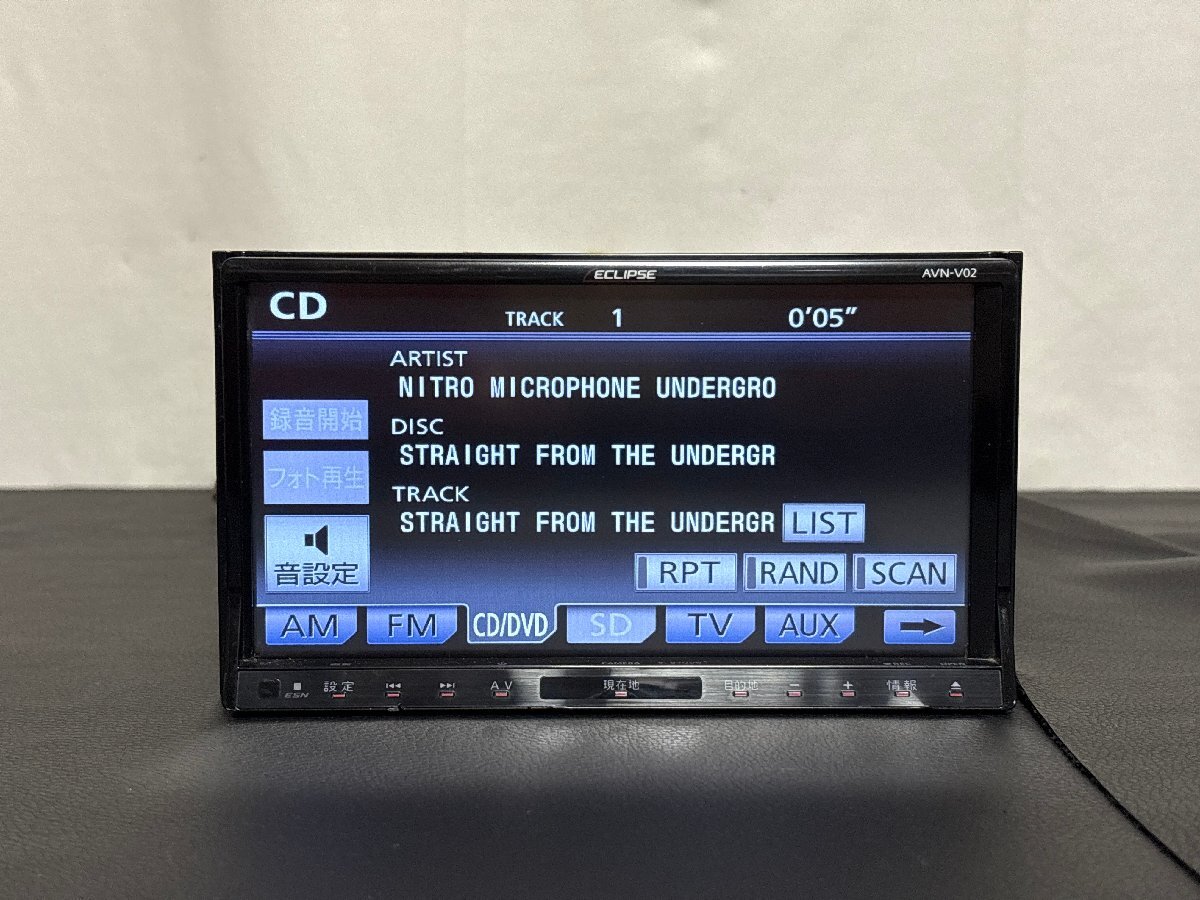 ECLIPSE AVN-V02
CD TRACK 1 0'05"
ARTIST
NITRO MICROPHONE UNDERGRO
録音開始
DISC
STRAIGHT FROM THE UNDERGR
フォト再生
TRACK
STRAIGHT FROM THE UNDERGR LIST
音設定
RPT RAND SCAN
AM FM CD/DVD SD TV AUX
ESN 設定 AV 現在地 目的地 − + 情報